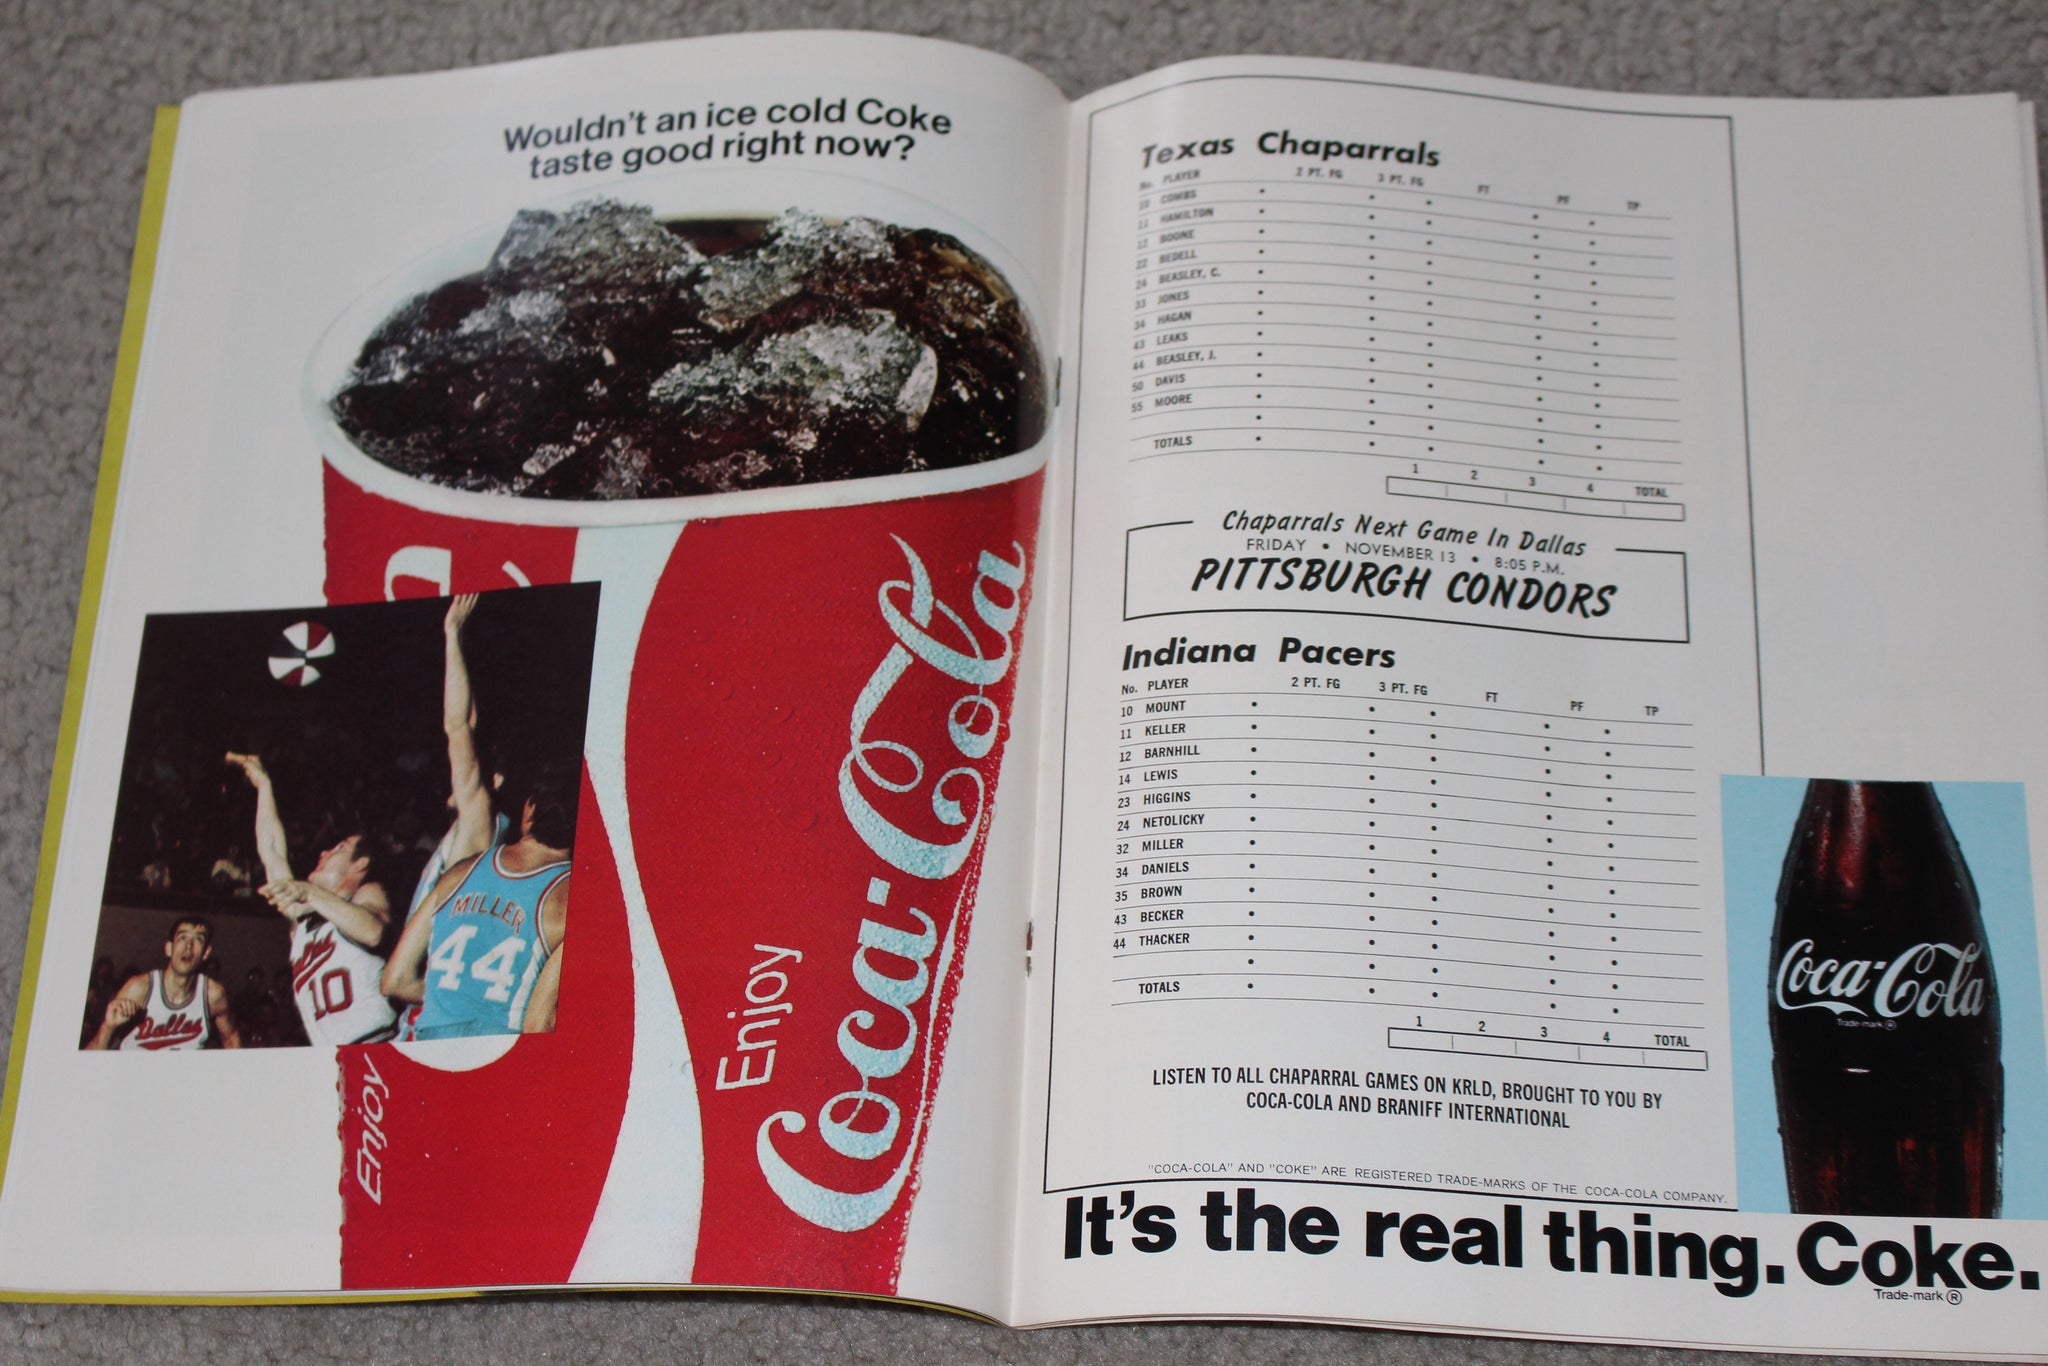 Wouldn't an ice cold Coke
taste good right now?
Enjoy
Coca-Cola
Enjoy
MILLER
44
10
Dallas
Texas Chaparrals
No. PLAYER 2 PT. FG 3 PT. FG FT PF TP
10 COMBS
11 HAMILTON
12 BOONE
22 BEDELL
24 BEASLEY, C.
33 JONES
34 HAGAN
43 LEAKS
44 BEASLEY, J.
50 DAVIS
55 MOORE
TOTALS
1 2 3 4 TOTAL
Chaparrals Next Game In Dallas
FRIDAY • NOVEMBER 13 • 8:05 P.M.
PITTSBURGH CONDORS
Indiana Pacers
No. PLAYER 2 PT. FG 3 PT. FG FT PF TP
10 MOUNT
11 KELLER
12 BARNHILL
14 LEWIS
23 HIGGINS
24 NETOLICKY
32 MILLER
34 DANIELS
35 BROWN
43 BECKER
44 THACKER
TOTALS
1 2 3 4 TOTAL
LISTEN TO ALL CHAPARRAL GAMES ON KRLD, BROUGHT TO YOU BY
COCA-COLA AND BRANIFF INTERNATIONAL
"COCA-COLA" AND "COKE" ARE REGISTERED TRADE-MARKS OF THE COCA-COLA COMPANY.
Coca-Cola
Trade-mark ®
It's the real thing. Coke.
Trade-mark ®